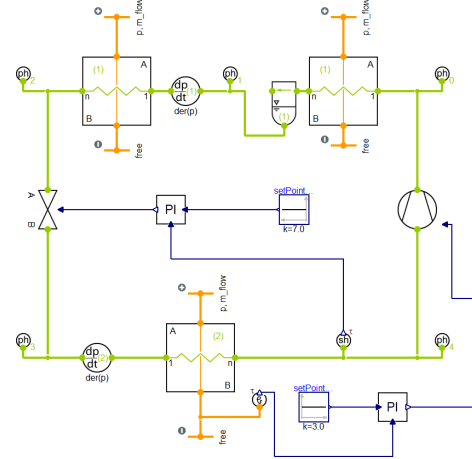 p, m_flow
p, m_flow
A
(1)
n
1
B
free
dp
dt
(1)
der(p)
ph
2
ph
1
(1)
A
(1)
n
1
B
free
ph
0
A
B
PI
setPoint...
k=7.0
p, m_flow
A
(2)
1
n
B
free
ph
3
dp
dt
(2)
der(p)
τ
sh
ph
4
τ
setPoint...
k=3.0
PI